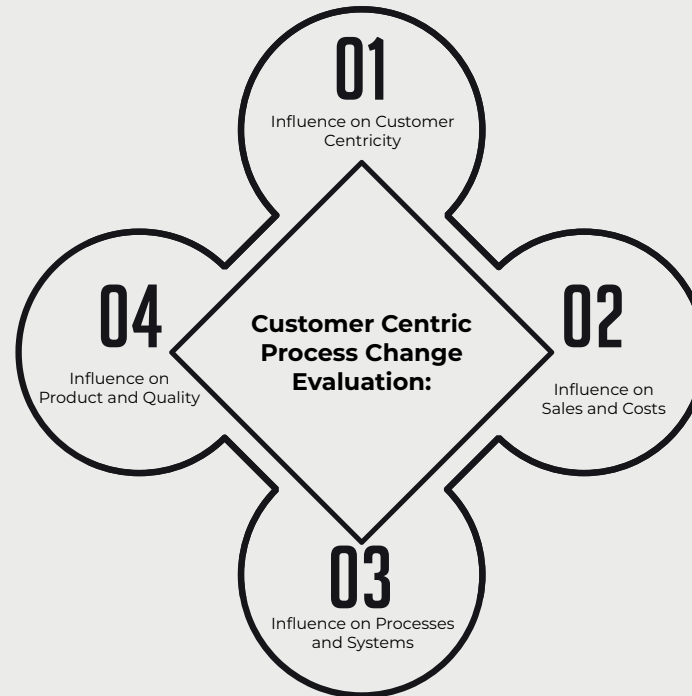 01
Influence on Customer
Centricity
Customer Centric
Process Change
Evaluation:
02
Influence on
Sales and Costs
03
Influence on Processes
and Systems
04
Influence on
Product and Quality